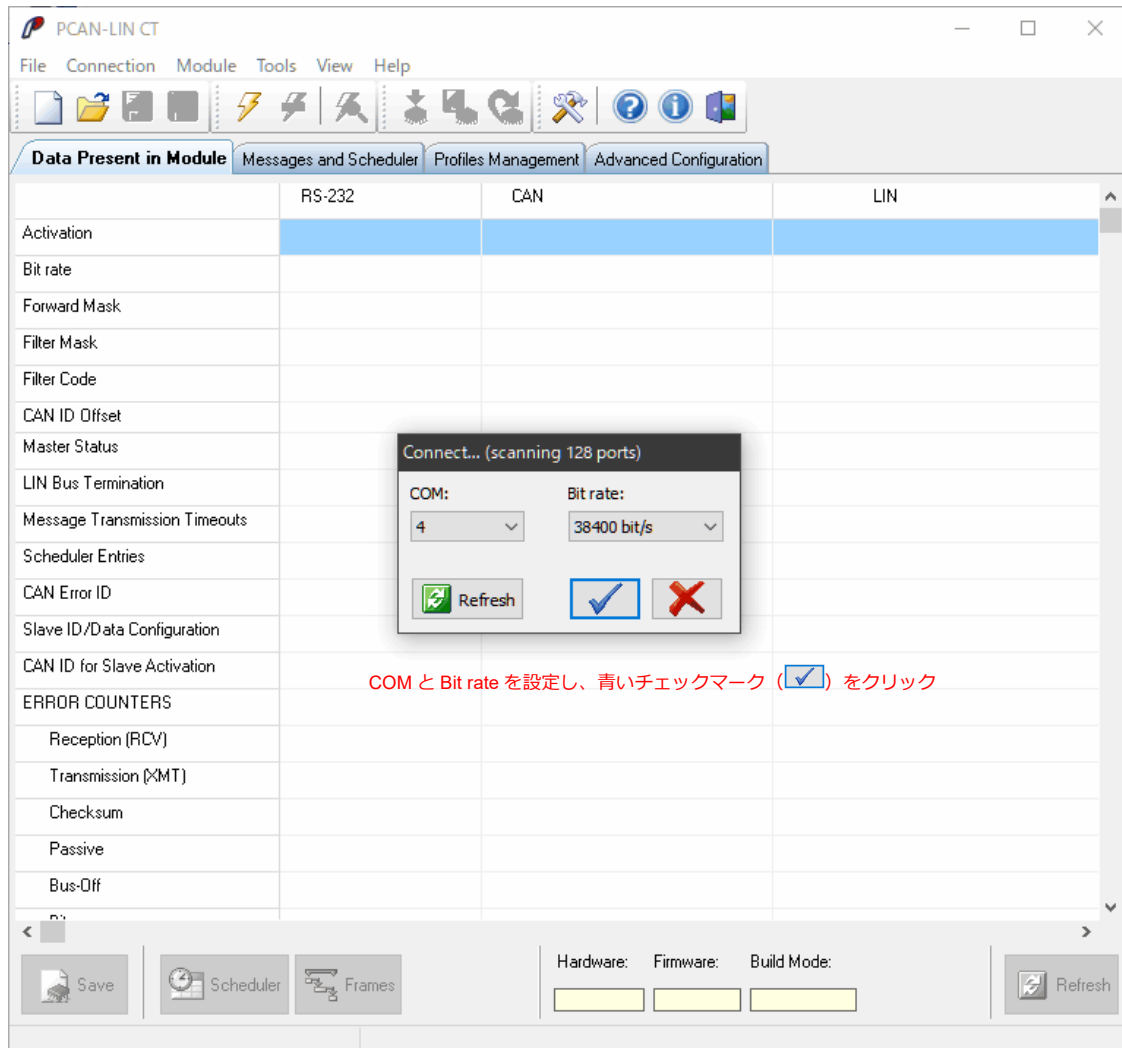 PCAN-LIN CT
File Connection Module Tools View Help
Data Present in Module Messages and Scheduler Profiles Management Advanced Configuration
RS-232 CAN LIN
Activation
Bit rate
Forward Mask
Filter Mask
Filter Code
CAN ID Offset
Master Status
LIN Bus Termination
Message Transmission Timeouts
Scheduler Entries
CAN Error ID
Slave ID/Data Configuration
CAN ID for Slave Activation
ERROR COUNTERS
Reception (RCV)
Transmission (XMT)
Checksum
Passive
Bus-Off
Connect... (scanning 128 ports)
COM: Bit rate:
4 38400 bit/s
Refresh
COM と Bit rate を設定し、青いチェックマーク（）をクリック
Hardware: Firmware: Build Mode:
Save Scheduler Frames Refresh